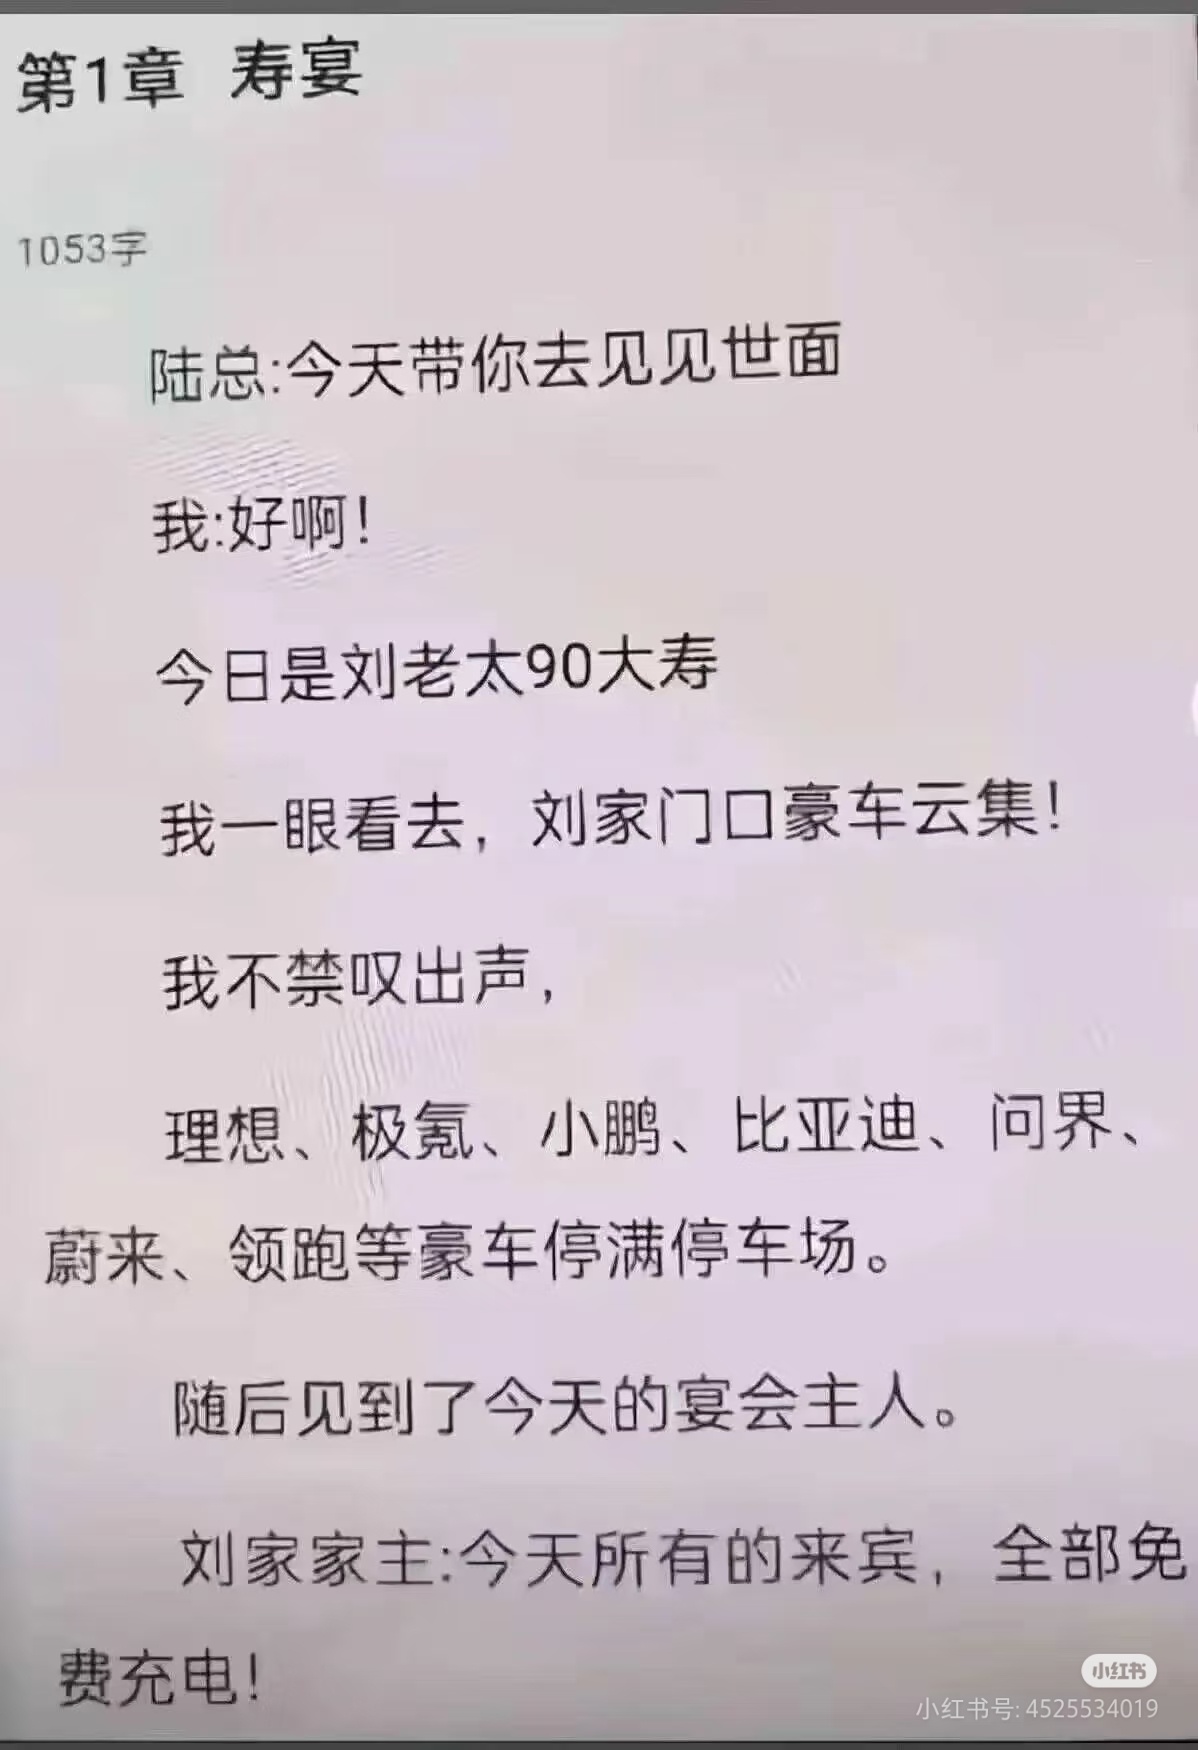 第1章 寿宴
1053字
陆总:今天带你去见见世面
我:好啊!
今日是刘老太90大寿
我一眼看去，刘家门口豪车云集!
我不禁叹出声，
理想、极氪、小鹏、比亚迪、问界、
蔚来、领跑等豪车停满停车场。
随后见到了今天的宴会主人。
刘家家主:今天所有的来宾，全部免
费充电!
小红书
小红书号: 4525534019